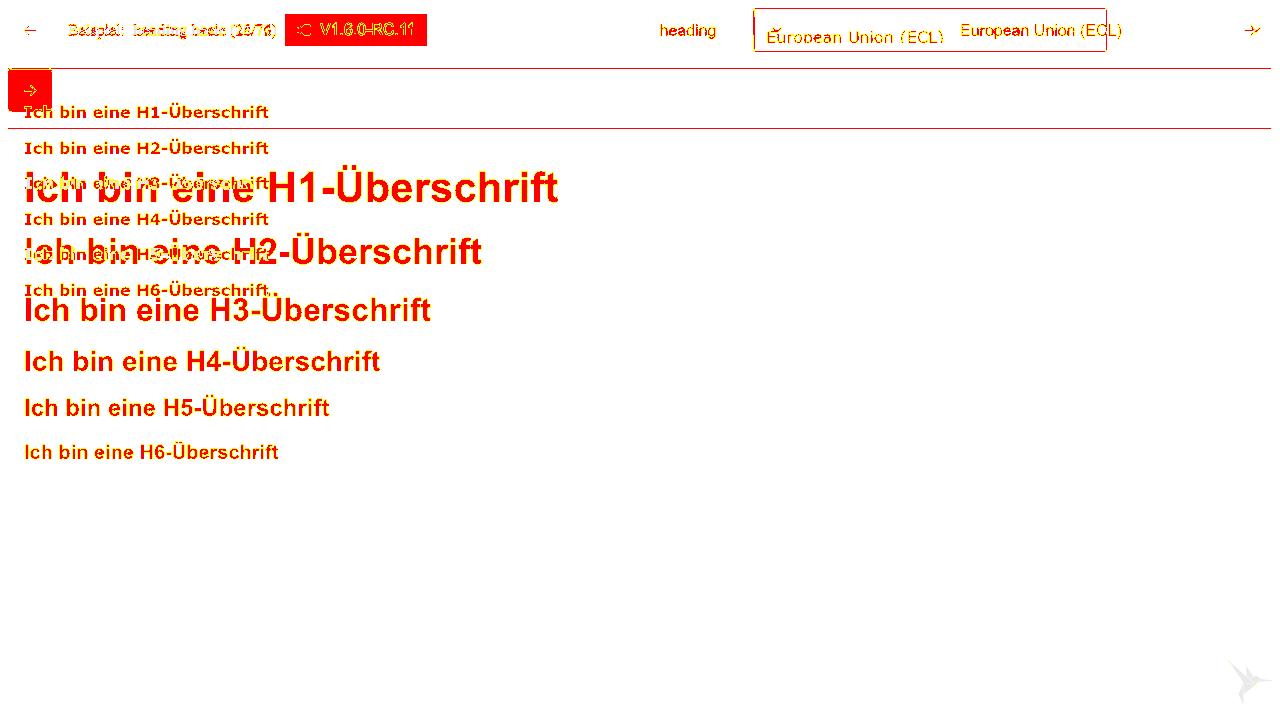 Beispiel: heading basic (24/76) V1.6.0-RC.11 heading European Union (ECL) European Union (ECL)
Ich bin eine H1-Überschrift
Ich bin eine H2-Überschrift
Ich bin eine H3-Überschrift
Ich bin eine H1-Überschrift
Ich bin eine H4-Überschrift
Ich bin eine H5-Überschrift
Ich bin eine H2-Überschrift
Ich bin eine H6-Überschrift
Ich bin eine H3-Überschrift
Ich bin eine H4-Überschrift
Ich bin eine H5-Überschrift
Ich bin eine H6-Überschrift